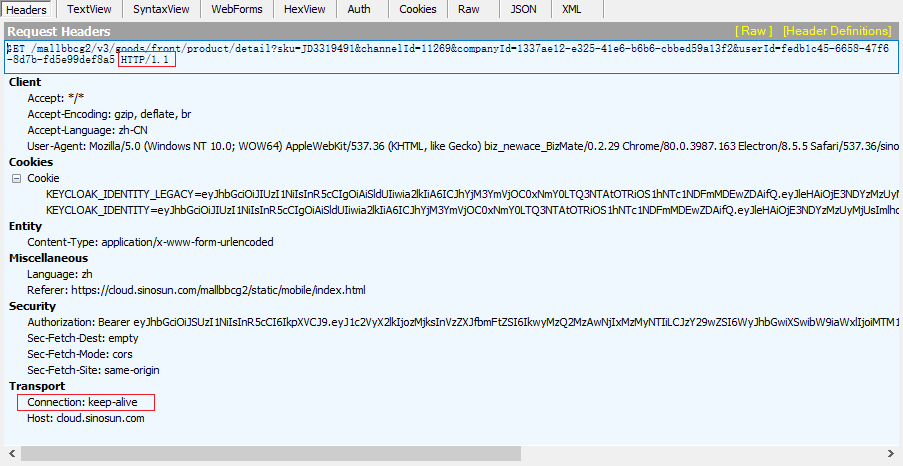 Headers TextView SyntaxView WebForms HexView Auth Cookies Raw JSON XML
Request Headers [ Raw ] [Header Definitions]
GET /mallbbcg2/v3/goods/front/product/detail?sku=JD3319491&channelId=11269&companyId=1337ae12-e325-41e6-b6b6-cbbed59a13f2&userId=fedb1c45-6658-47f6
-8d7b-fd5e99def8a5 HTTP/1.1
Client
Accept: */*
Accept-Encoding: gzip, deflate, br
Accept-Language: zh-CN
User-Agent: Mozilla/5.0 (Windows NT 10.0; WOW64) AppleWebKit/537.36 (KHTML, like Gecko) biz_newace_BizMate/0.2.29 Chrome/80.0.3987.163 Electron/8.5.5 Safari/537.36/sino
Cookies
Cookie
KEYCLOAK_IDENTITY_LEGACY=eyJhbGciOiJIUzI1NiIsInR5cCIgOiAiSldUIiwia2lkIiA6ICJhYjM3YmVjOC0xNmY0LTQ3NTAtOTRiOS1hNTc1NDFmMDEwZDAifQ.eyJleHAiOjE3NDYzMzUyM
KEYCLOAK_IDENTITY=eyJhbGciOiJIUzI1NiIsInR5cCIgOiAiSldUIiwia2lkIiA6ICJhYjM3YmVjOC0xNmY0LTQ3NTAtOTRiOS1hNTc1NDFmMDEwZDAifQ.eyJleHAiOjE3NDYzMzUyMjUsImlhd
Entity
Content-Type: application/x-www-form-urlencoded
Miscellaneous
Language: zh
Referer: https://cloud.sinosun.com/mallbbcg2/static/mobile/index.html
Security
Authorization: Bearer eyJhbGciOiJSUzI1NiIsInR5cCI6IkpXVCJ9.eyJ1c2VyX2lkIjozMjksInVzZXJfbmFtZSI6IkwyMzQ2MzAwNjIxMzMyNTIiLCJzY29wZSI6WyJhbGwiXSwibW9iaWxlIjoiMTM1
Sec-Fetch-Dest: empty
Sec-Fetch-Mode: cors
Sec-Fetch-Site: same-origin
Transport
Connection: keep-alive
Host: cloud.sinosun.com